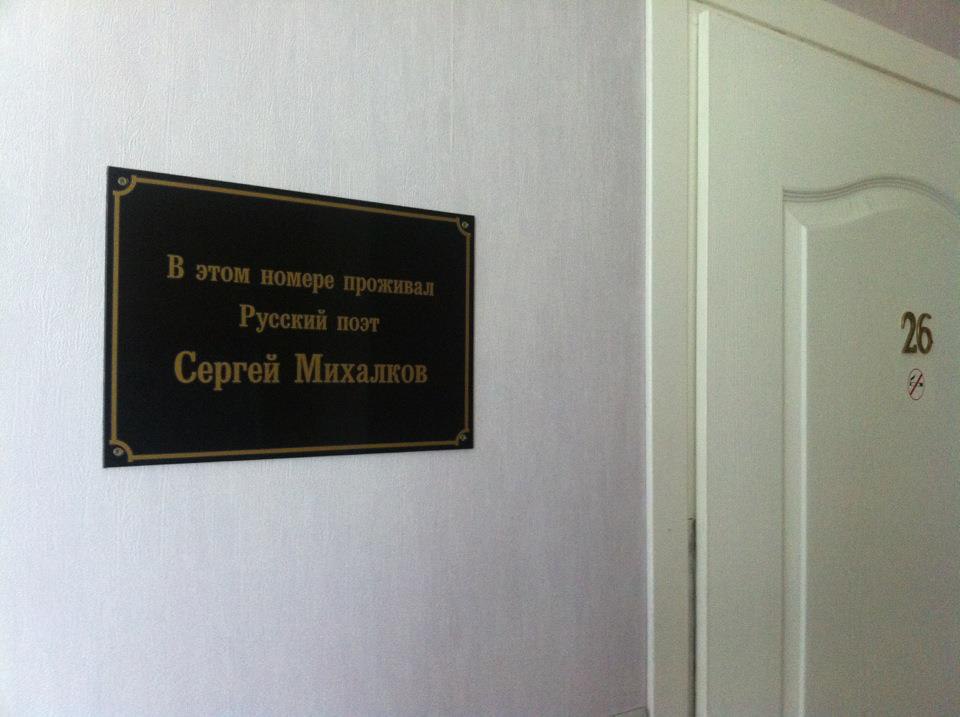 В этом номере проживал
Русский поэт
Сергей Михалков
26